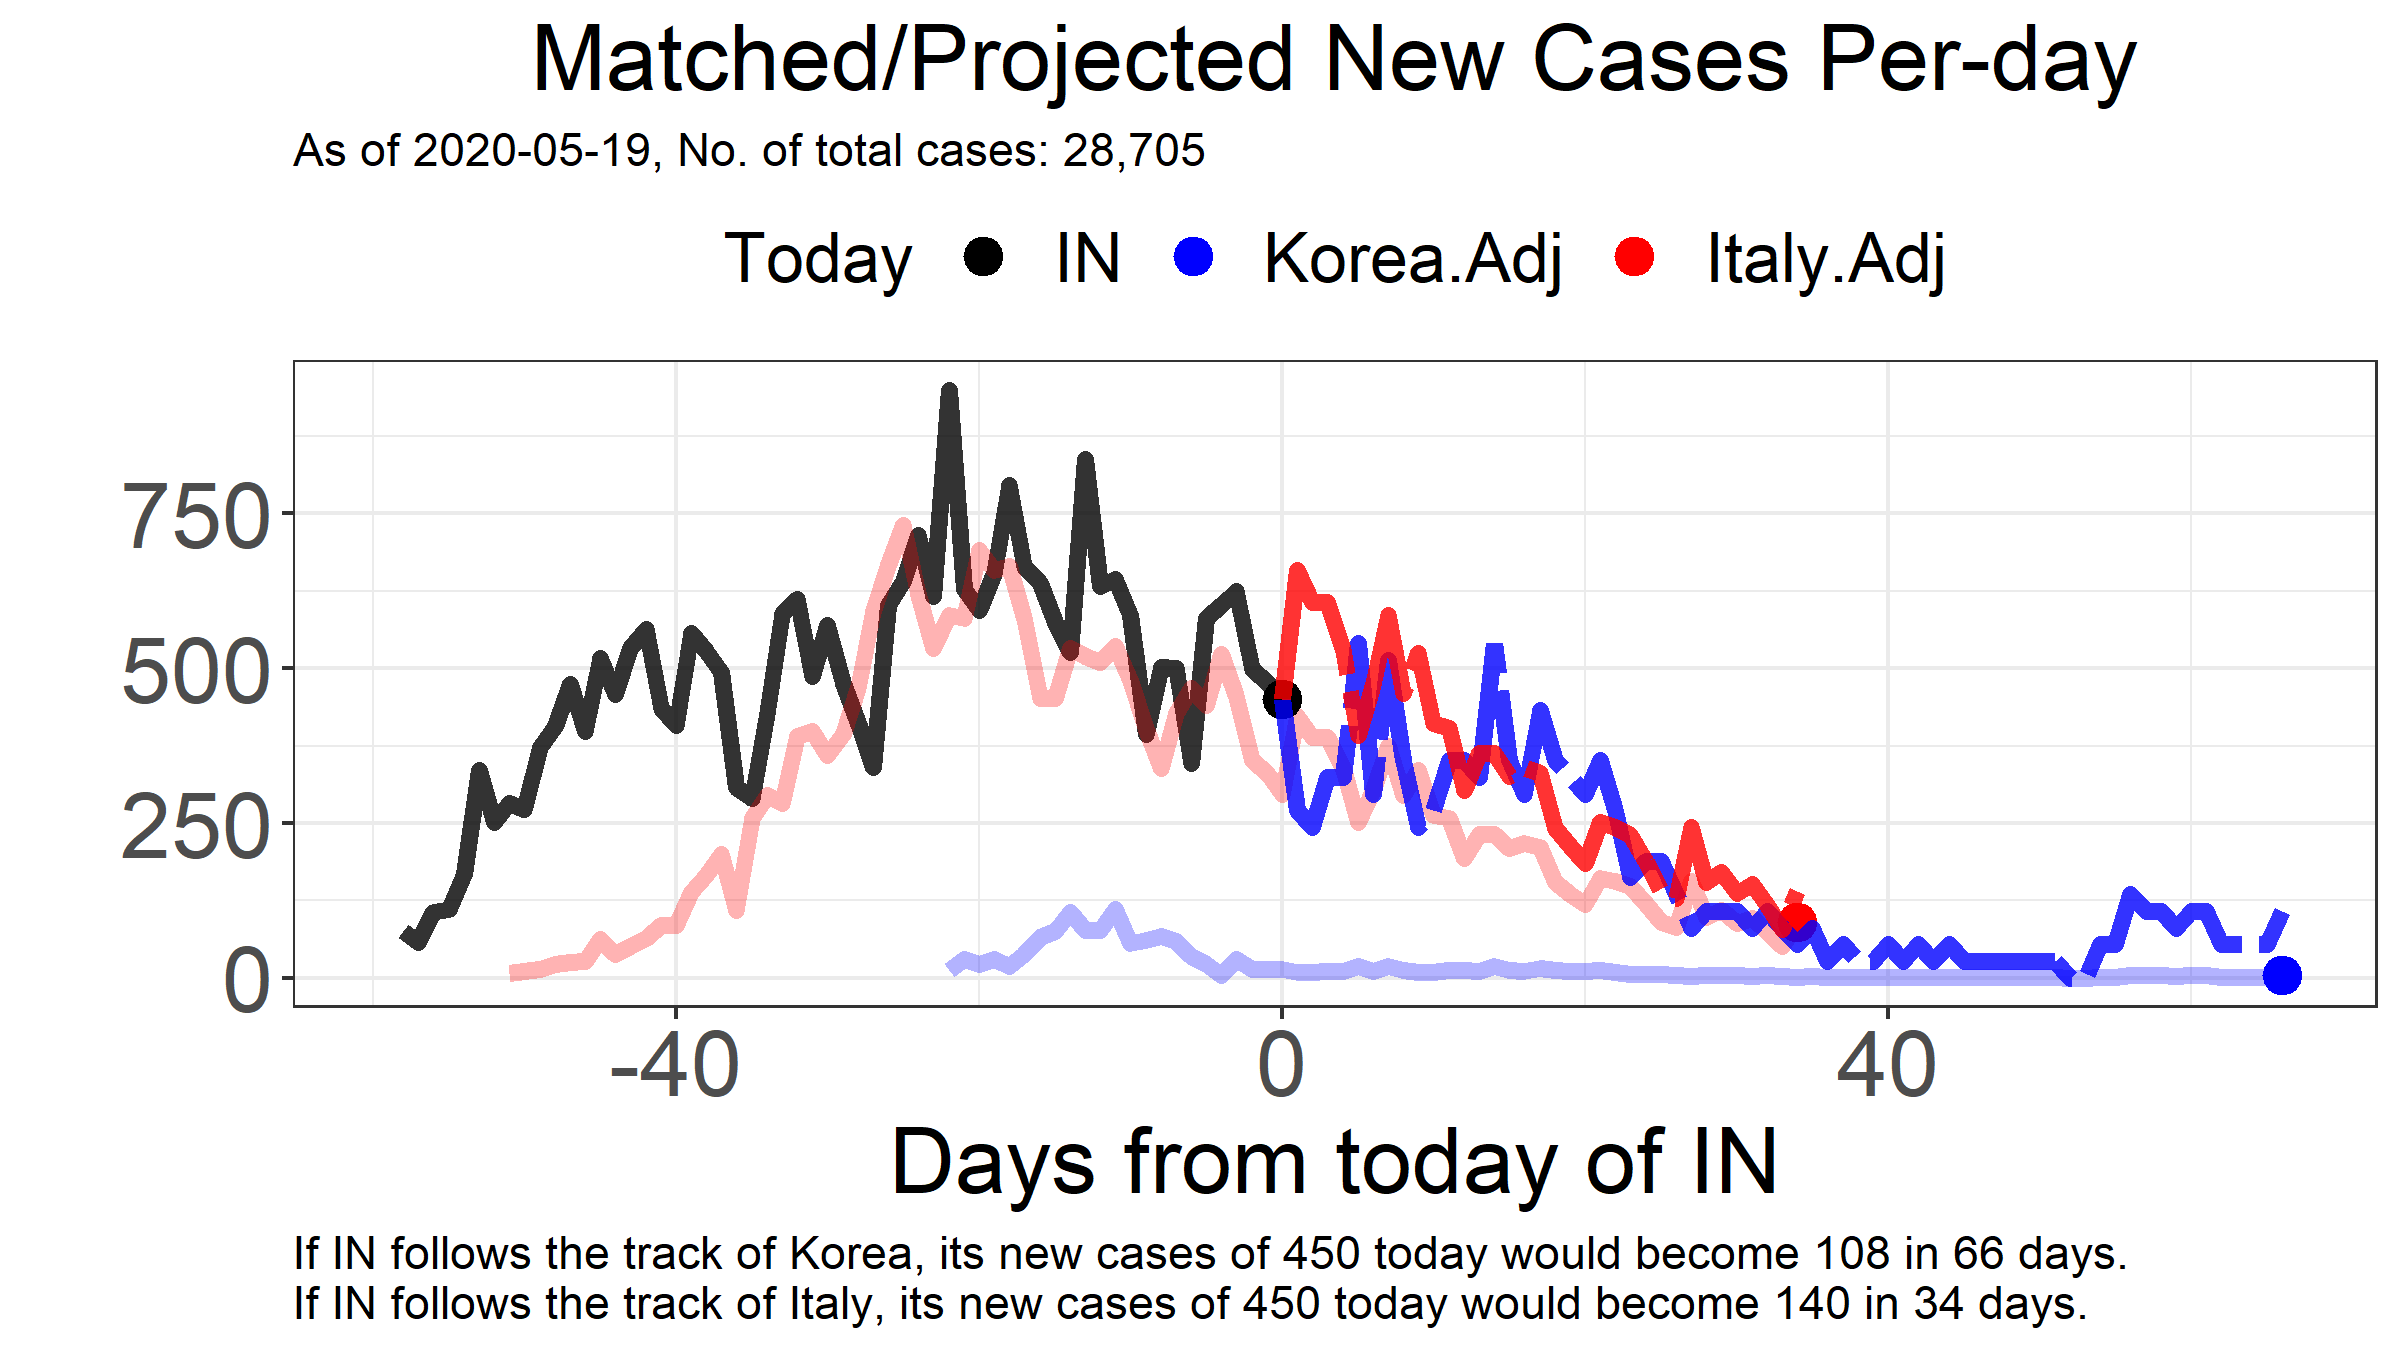 Matched/Projected New Cases Per-day
As of 2020-05-19, No. of total cases: 28,705
Today IN Korea.Adj Italy.Adj
750
500
250
0
-40 0 40
Days from today of IN
If IN follows the track of Korea, its new cases of 450 today would become 108 in 66 days.
If IN follows the track of Italy, its new cases of 450 today would become 140 in 34 days.